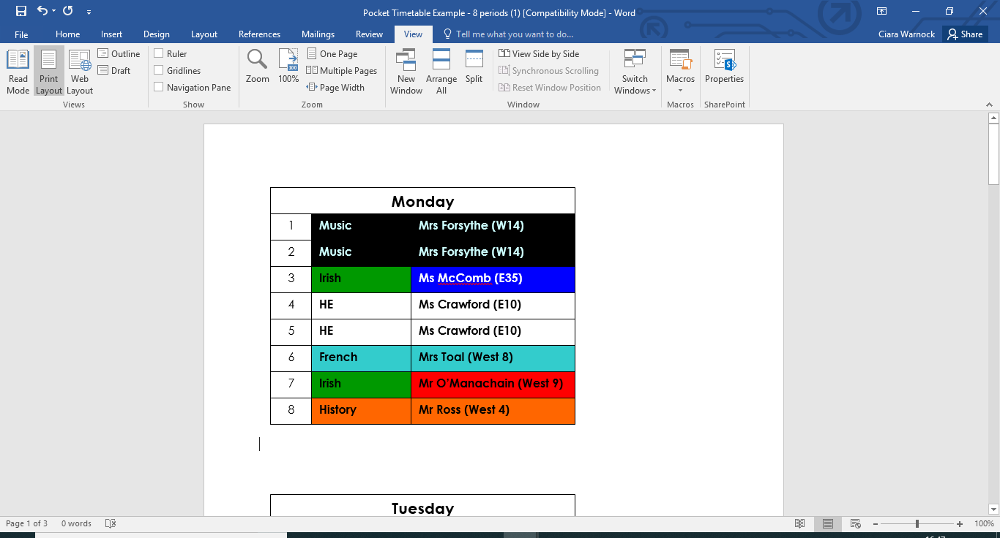 Pocket Timetable Example - 8 periods (1) [Compatibility Mode] - Word
File Home Insert Design Layout References Mailings Review View Tell me what you want to do... Ciara Warnock Share
Read Mode
Print Layout
Web Layout
Outline
Draft
Views
Ruler
Gridlines
Navigation Pane
Show
Zoom
100
100%
One Page
Multiple Pages
Page Width
Zoom
New Window
Arrange All
Split
View Side by Side
Synchronous Scrolling
Reset Window Position
Switch Windows
Window
Macros
Macros
Properties
SharePoint
Monday
1 Music Mrs Forsythe (W14)
2 Music Mrs Forsythe (W14)
3 Irish Ms McComb (E35)
4 HE Ms Crawford (E10)
5 HE Ms Crawford (E10)
6 French Mrs Toal (West 8)
7 Irish Mr O'Manachain (West 9)
8 History Mr Ross (West 4)
Tuesday
Page 1 of 3 0 words 100%